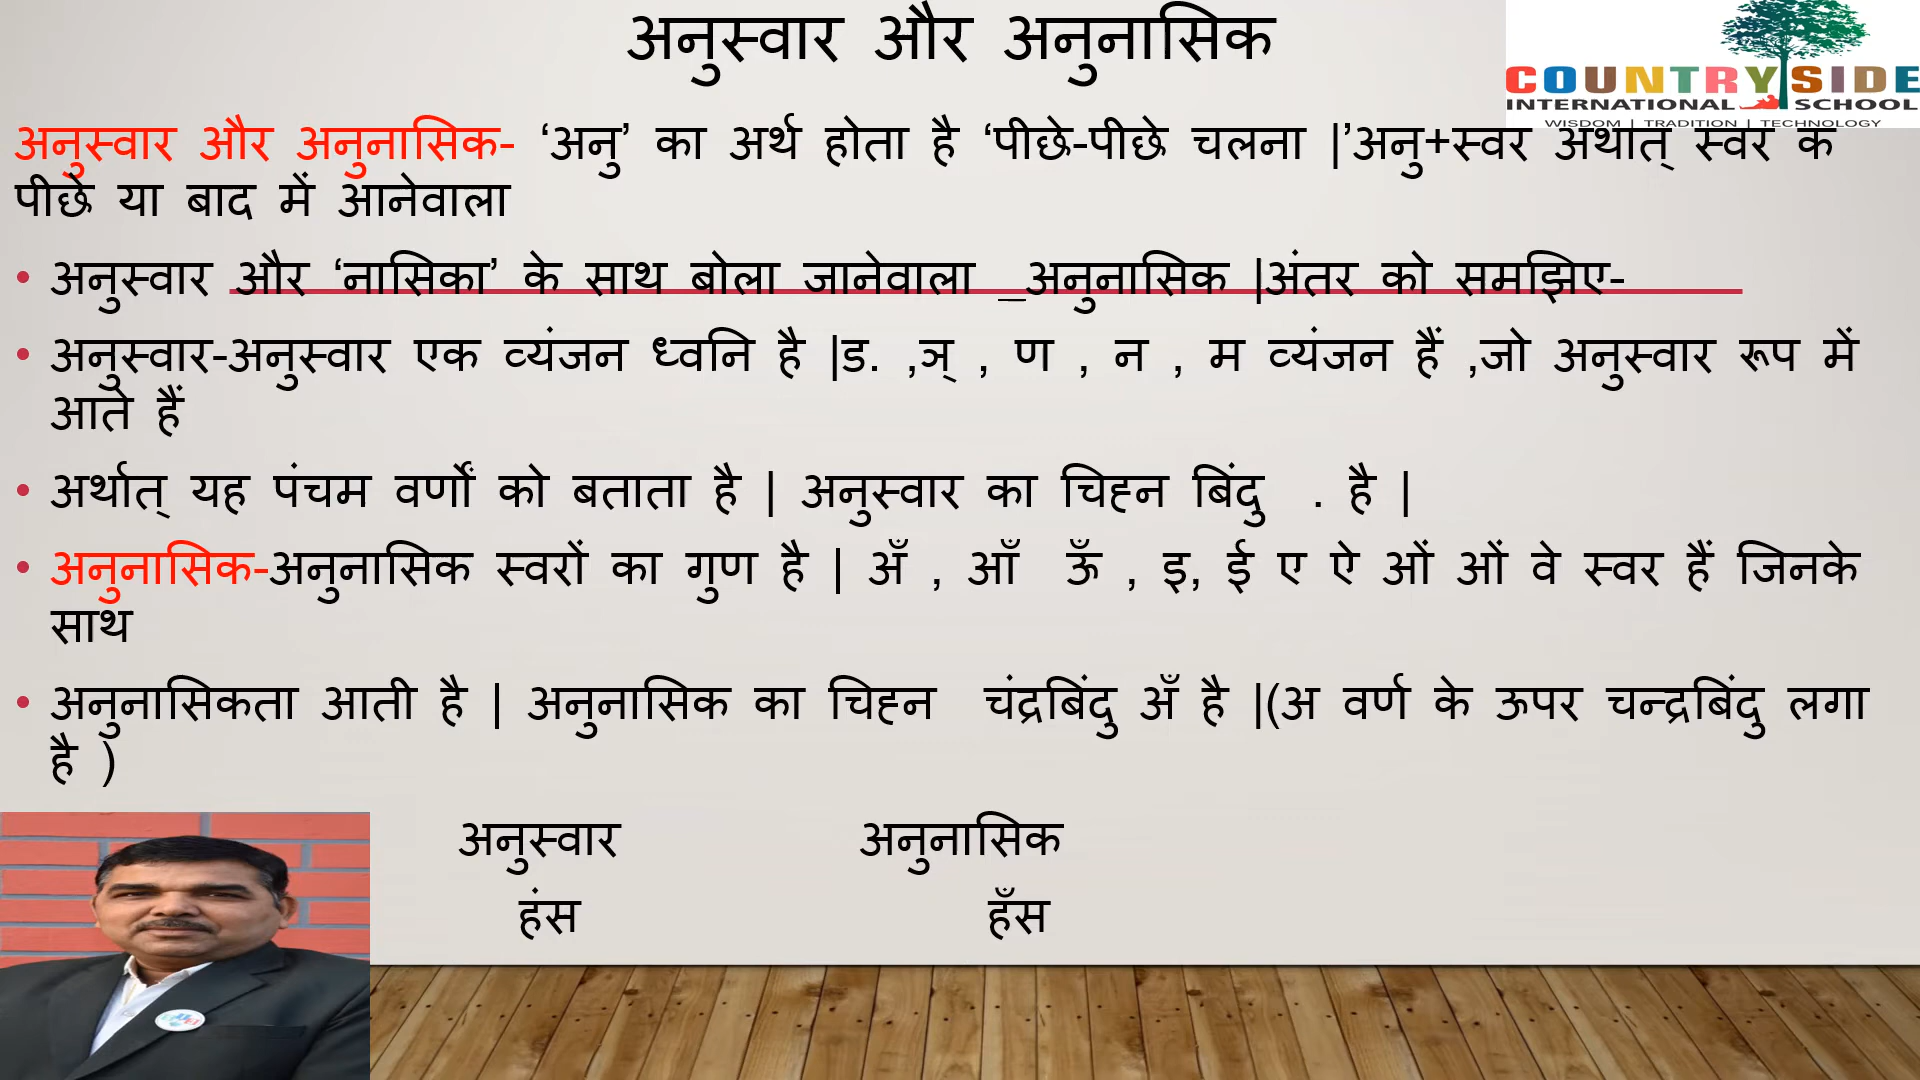 अनुस्वार और अनुनासिक
COUNTRYSIDE
INTERNATIONAL SCHOOL
WISDOM | TRADITION | TECHNOLOGY
अनुस्वार और अनुनासिक- ‘अनु’ का अर्थ होता है ‘पीछे-पीछे चलना |’अनु+स्वर अर्थात् स्वर के
पीछे या बाद में आनेवाला
• अनुस्वार और ‘नासिका’ के साथ बोला जानेवाला _अनुनासिक |अंतर को समझिए-
• अनुस्वार-अनुस्वार एक व्यंजन ध्वनि है |ड. ,ञ् , ण , न , म व्यंजन हैं ,जो अनुस्वार रूप में
आते हैं
• अर्थात् यह पंचम वर्णों को बताता है | अनुस्वार का चिह्न बिंदु . है |
• अनुनासिक-अनुनासिक स्वरों का गुण है | अँ , आँ ऊँ , इ, ई ए ऐ ओं ओं वे स्वर हैं जिनके
साथ
• अनुनासिकता आती है | अनुनासिक का चिह्न चंद्रबिंदु अँ है |(अ वर्ण के ऊपर चन्द्रबिंदु लगा
है )
अनुस्वार अनुनासिक
हंस हँस